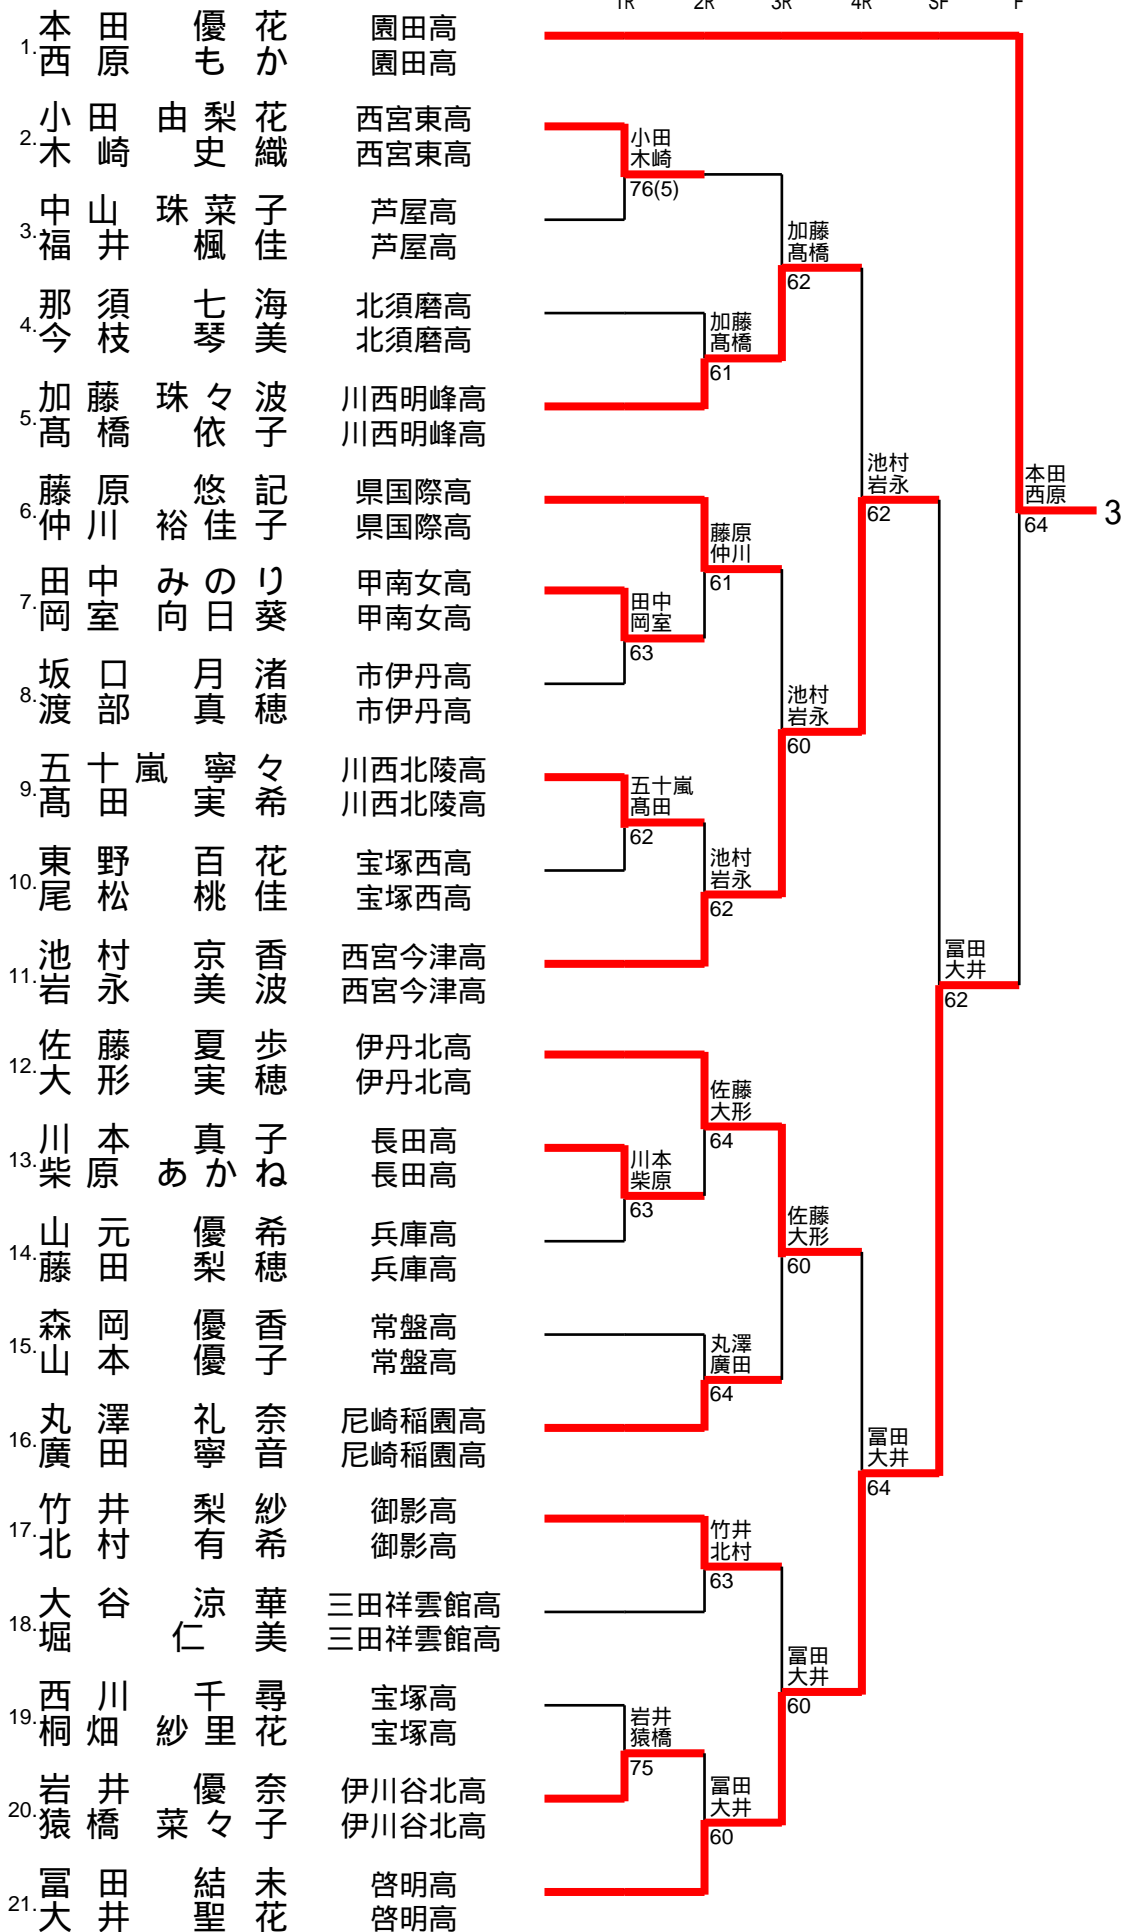 1R 2R 3R 4R SF F
1. 本田 優花 園田高
西原 もか 園田高
2. 小田 由梨花 西宮東高
木崎 史織 西宮東高
3. 中山 珠菜子 芦屋高
福井 楓佳 芦屋高
4. 那須 七海 北須磨高
今枝 琴美 北須磨高
5. 加藤 珠々波 川西明峰高
髙橋 依子 川西明峰高
6. 藤原 悠記 県国際高
仲川 裕佳子 県国際高
7. 田中 みのり 甲南女高
岡室 向日葵 甲南女高
8. 坂口 月渚 市伊丹高
渡部 真穂 市伊丹高
9. 五十嵐 寧々 川西北陵高
髙田 実希 川西北陵高
10. 東野 百花 宝塚西高
尾松 桃佳 宝塚西高
11. 池村 京香 西宮今津高
岩永 美波 西宮今津高
12. 佐藤 夏歩 伊丹北高
大形 実穂 伊丹北高
13. 川本 真子 長田高
柴原 あかね 長田高
14. 山元 優希 兵庫高
藤田 梨穂 兵庫高
15. 森岡 優香 常盤高
山本 優子 常盤高
16. 丸澤 礼奈 尼崎稲園高
廣田 寧音 尼崎稲園高
17. 竹井 梨紗 御影高
北村 有希 御影高
18. 大谷 涼華 三田祥雲館高
堀 仁美 三田祥雲館高
19. 西川 千尋 宝塚高
桐畑 紗里花 宝塚高
20. 岩井 優奈 伊川谷北高
猿橋 菜々子 伊川谷北高
21. 冨田 結未 啓明高
大井 聖花 啓明高
小田
木崎
76(5)
田中
岡室
63
五十嵐
髙田
62
川本
柴原
63
岩井
猿橋
75
加藤
髙橋
61
藤原
仲川
61
池村
岩永
62
佐藤
大形
64
丸澤
廣田
64
竹井
北村
63
冨田
大井
60
加藤
髙橋
62
池村
岩永
60
佐藤
大形
60
冨田
大井
60
池村
岩永
62
冨田
大井
64
冨田
大井
62
本田
西原
64
3